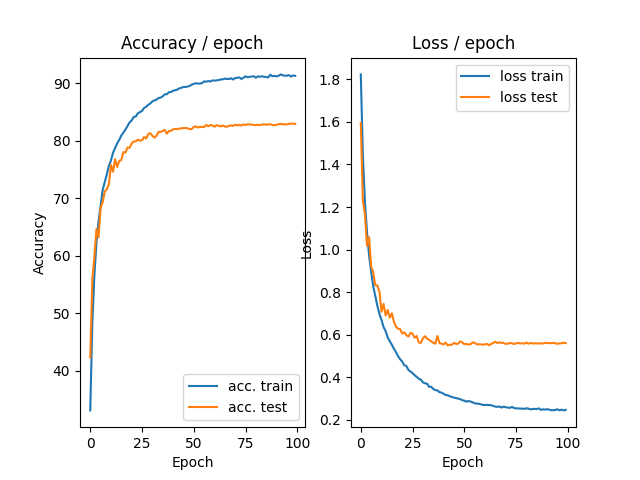 Accuracy / epoch
90
80
70
60
50
40
Accuracy
acc. train
acc. test
0
25
50
75
100
Epoch
Loss / epoch
1.8
1.6
1.4
1.2
1.0
0.8
0.6
0.4
0.2
Loss
loss train
loss test
0
25
50
75
100
Epoch